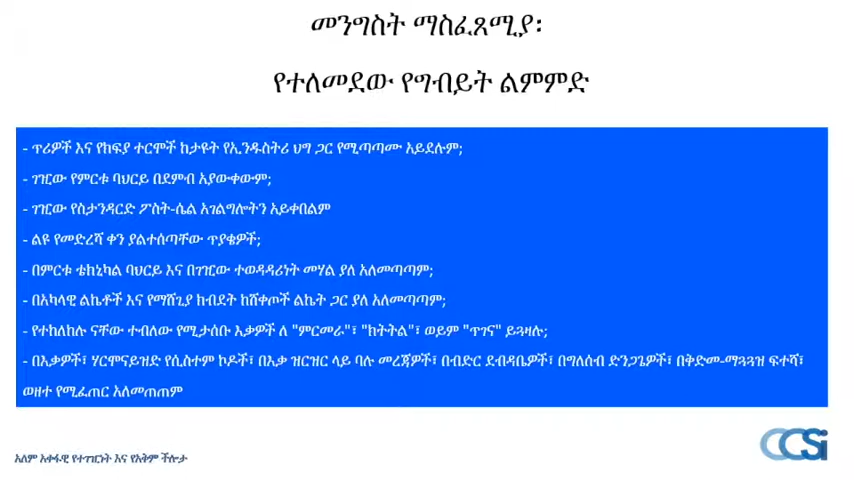 መንግስት ማስፈጸሚያ፡
የተለመደው የግብይት ልምምድ
- ጥሪዎች እና የክፍያ ተርሞች ከታዩት የኢንዱስትሪ ህግ ጋር የሚጣጣሙ አይደሉም;
- ገዢው የምርቱ ባህርይ በደምብ አያውቀውም;
- ገዢው የስታንዳርድ ፖስት-ሴል አገልግሎትን አይቀበልም
- ልዩ የመድረሻ ቀን ያልተሰጣቸው ጥያቄዎች;
- በምርቱ ቴክኒካል ባህርይ እና በገዢው ተወዳዳሪነት መሃል ያለ አለመጣጣም;
- በአካላዊ ልኬቶች እና የማሸጊያ ክብደት ከሸቀጦች ልኬት ጋር ያለ አለመጣጣም;
- የተከለከሉ ናቸው ተብለው የሚታሰቡ እቃዎች ለ "ምርመራ"፣ "ክትትል"፣ ወይም "ጥገና" ይጓዛሉ;
- በእቃዎች፣ ሃርሞናይዝድ የሲስተም ኮዶች፣ በእቃ ዝርዝር ላይ ባሉ መረጃዎች፣ በብድር ደብዳቤዎች፣ በግለሰብ ድንጋጌዎች፣ በቅድመ-ማጓጓዝ ፍተሻ፣
ወዘተ የሚፈጠር አለመጠጠም
አለም አቀፋዊ የተገዢነት እና የአቅም ችሎታ
CCSi